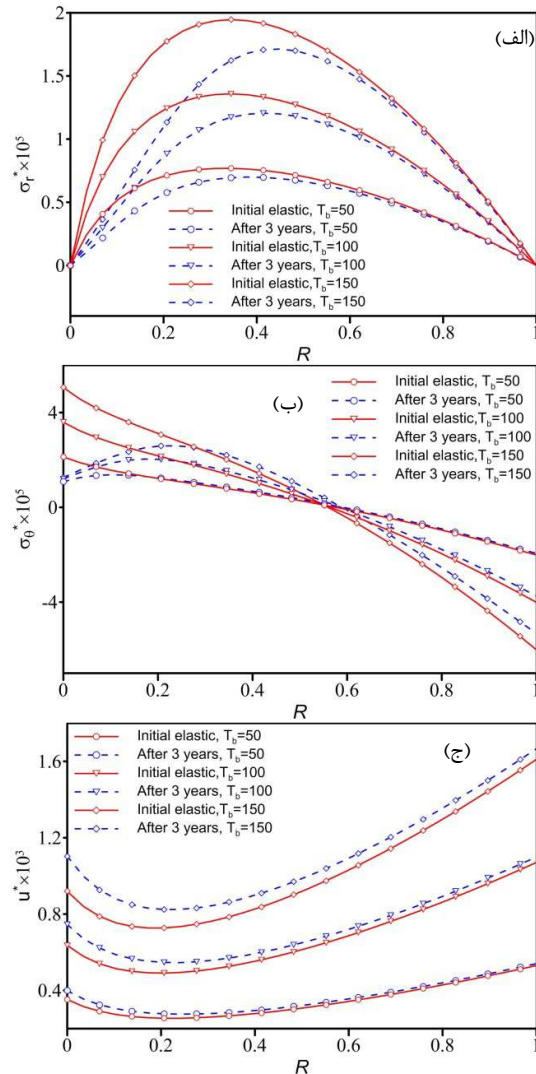 (الف)
2
1.5
1
0.5
0
σr*×10⁵
Initial elastic, Tb=50
After 3 years, Tb=50
Initial elastic,Tb=100
After 3 years, Tb=100
Initial elastic, Tb=150
After 3 years, Tb=150
0 0.2 0.4 0.6 0.8 1
R
(ب)
4
0
-4
σθ*×10⁵
Initial elastic, Tb=50
After 3 years, Tb=50
Initial elastic,Tb=100
After 3 years, Tb=100
Initial elastic, Tb=150
After 3 years, Tb=150
0 0.2 0.4 0.6 0.8 1
R
(ج)
Initial elastic, Tb=50
After 3 years, Tb=50
Initial elastic,Tb=100
After 3 years, Tb=100
Initial elastic, Tb=150
After 3 years, Tb=150
1.6
1.2
0.8
0.4
u*×10³
0 0.2 0.4 0.6 0.8 1
R